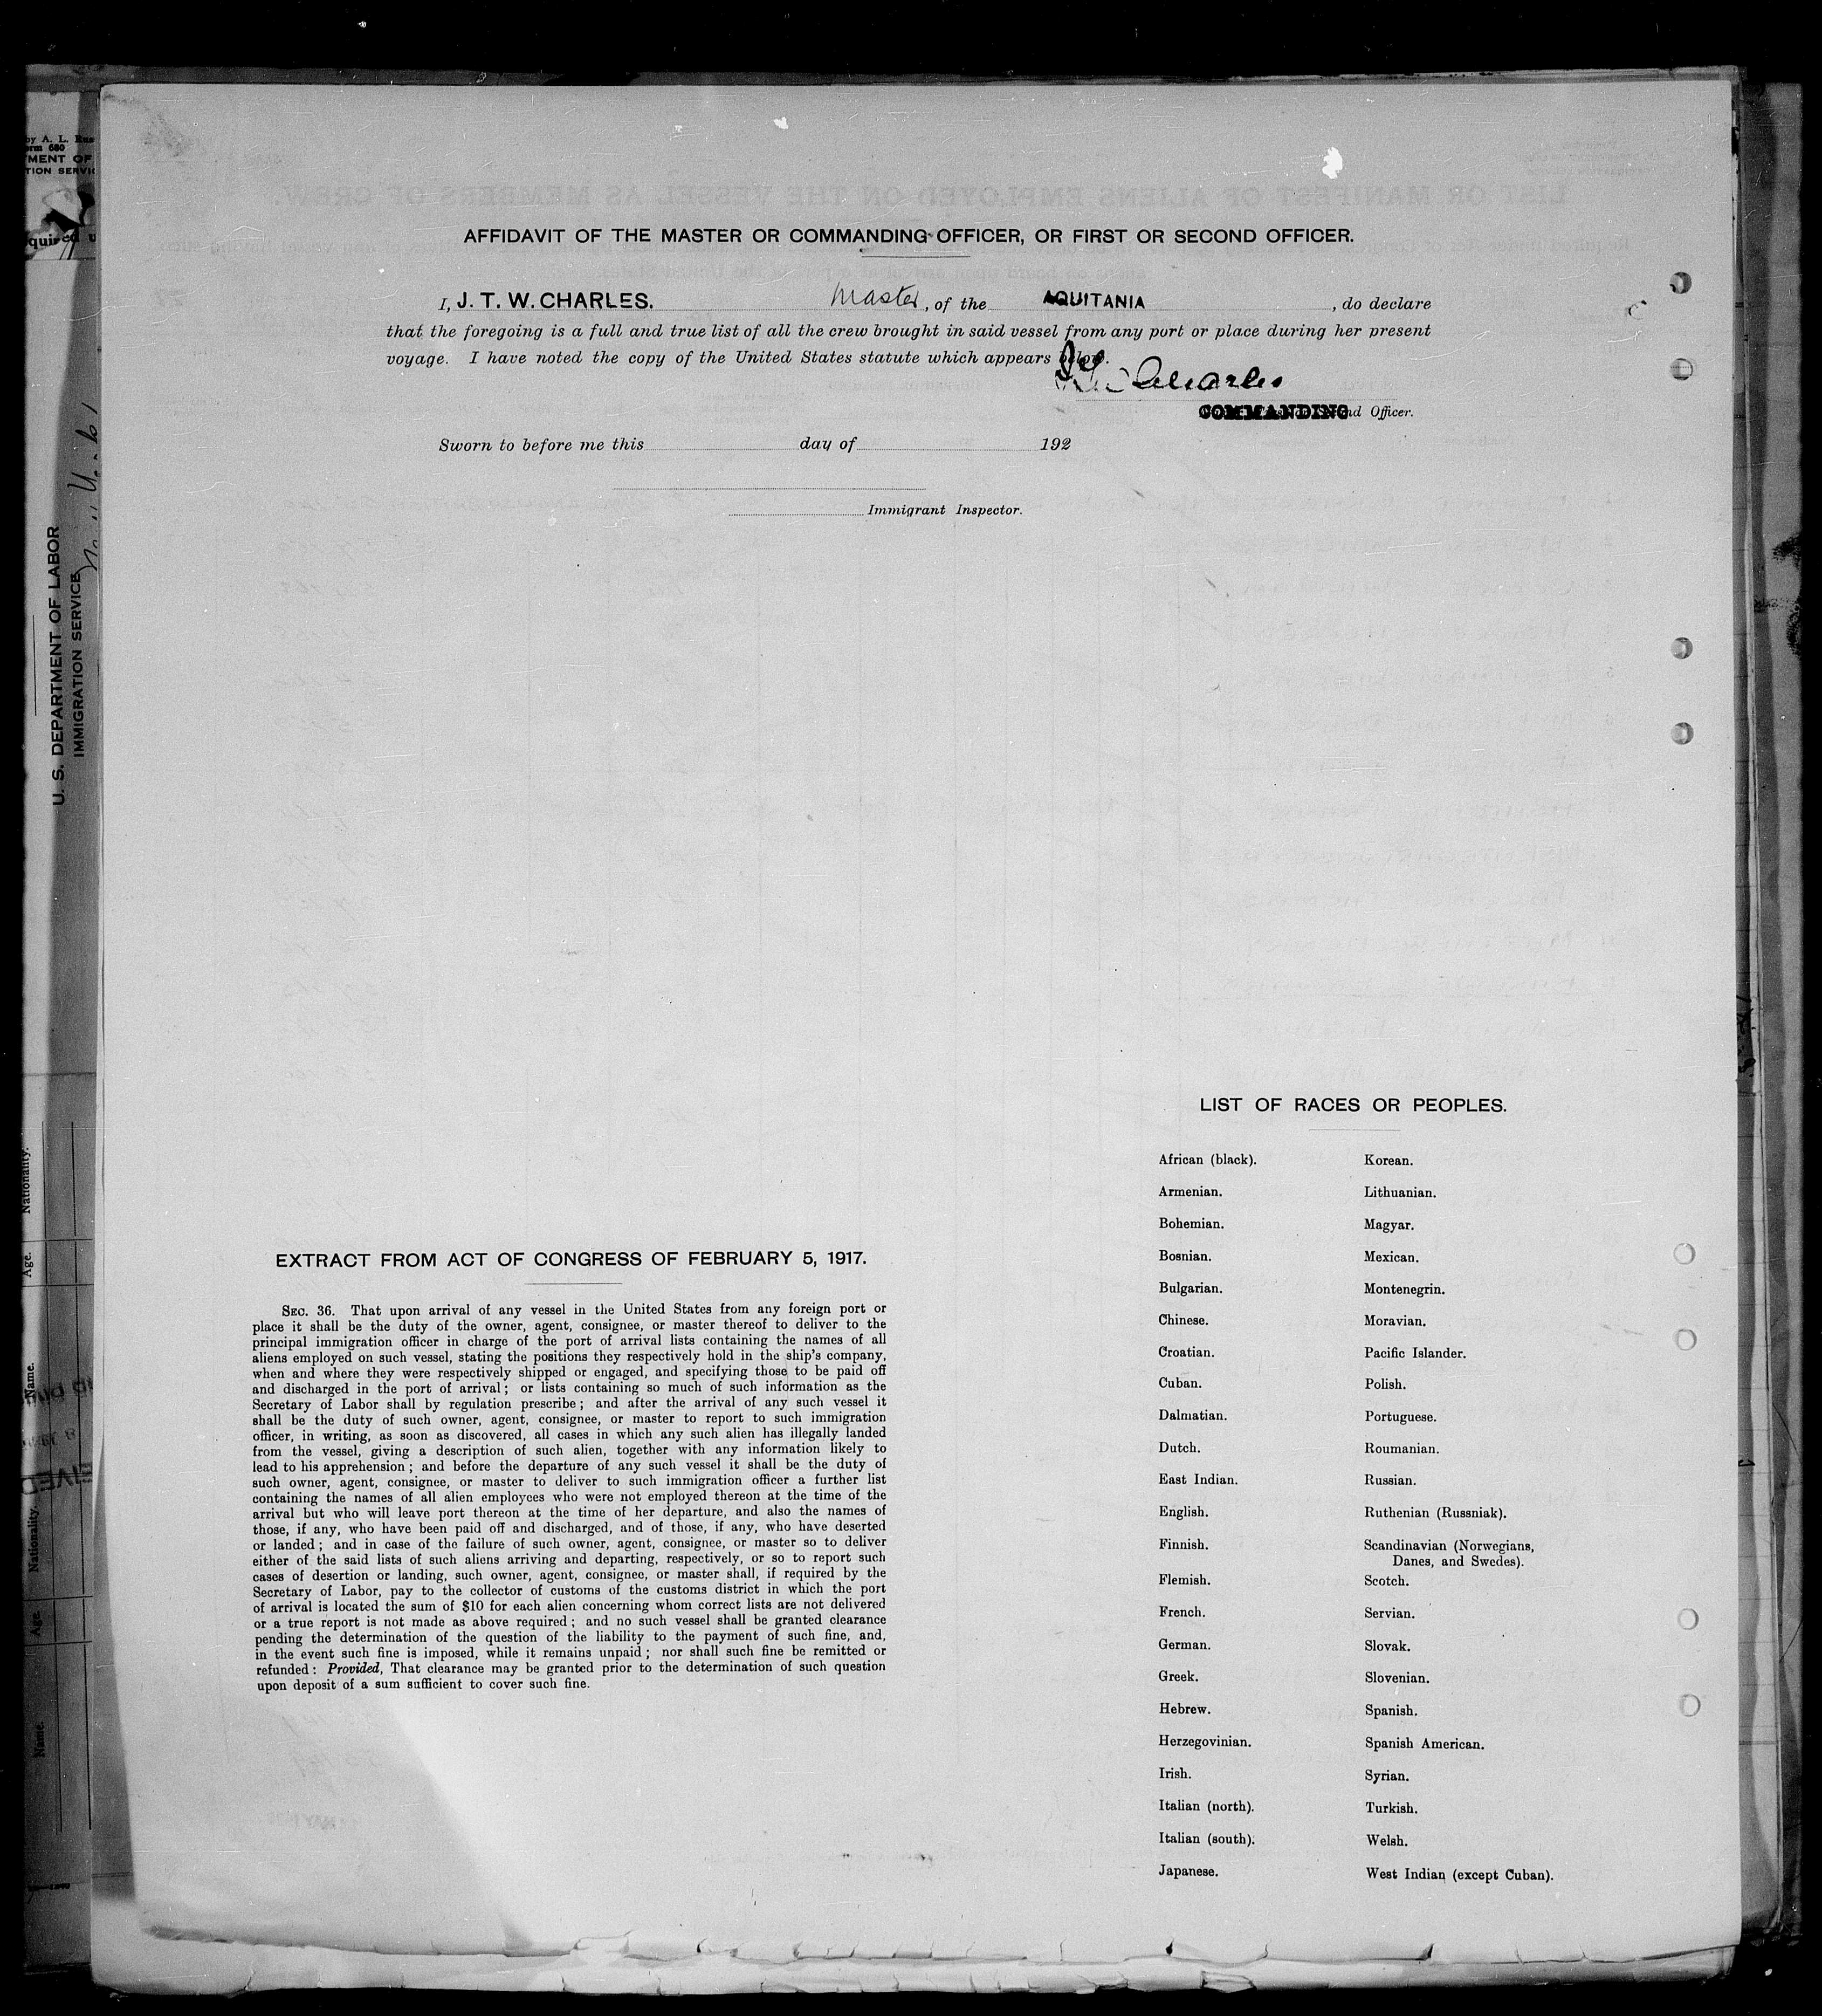 by A. L. Rus
orm 680
MENT OF
TION SERVIC
quired u
U. S. DEPARTMENT OF LABOR
IMMIGRATION SERVICE
Nationality.
Age.
Name.
Nationality.
Age.
Name.
LIST OR MANIFEST OF ALIENS EMPLOYED ON THE VESSEL AS MEMBERS OF CREW.
AFFIDAVIT OF THE MASTER OR COMMANDING OFFICER, OR FIRST OR SECOND OFFICER.
I, J. T. W. CHARLES. Master, of the AQUITANIA, do declare
that the foregoing is a full and true list of all the crew brought in said vessel from any port or place during her present
voyage. I have noted the copy of the United States statute which appears below.
Charles
COMMANDING nd Officer.
Sworn to before me this day of 192
Immigrant Inspector.
EXTRACT FROM ACT OF CONGRESS OF FEBRUARY 5, 1917.
SEC. 36. That upon arrival of any vessel in the United States from any foreign port or
place it shall be the duty of the owner, agent, consignee, or master thereof to deliver to the
principal immigration officer in charge of the port of arrival lists containing the names of all
aliens employed on such vessel, stating the positions they respectively hold in the ship's company,
when and where they were respectively shipped or engaged, and specifying those to be paid off
and discharged in the port of arrival; or lists containing so much of such information as the
Secretary of Labor shall by regulation prescribe; and after the arrival of any such vessel it
shall be the duty of such owner, agent, consignee, or master to report to such immigration
officer, in writing, as soon as discovered, all cases in which any such alien has illegally landed
from the vessel, giving a description of such alien, together with any information likely to
lead to his apprehension; and before the departure of any such vessel it shall be the duty of
such owner, agent, consignee, or master to deliver to such immigration officer a further list
containing the names of all alien employees who were not employed thereon at the time of the
arrival but who will leave port thereon at the time of her departure, and also the names of
those, if any, who have been paid off and discharged, and of those, if any, who have deserted
or landed; and in case of the failure of such owner, agent, consignee, or master so to deliver
either of the said lists of such aliens arriving and departing, respectively, or so to report such
cases of desertion or landing, such owner, agent, consignee, or master shall, if required by the
Secretary of Labor, pay to the collector of customs of the customs district in which the port
of arrival is located the sum of $10 for each alien concerning whom correct lists are not delivered
or a true report is not made as above required; and no such vessel shall be granted clearance
pending the determination of the question of the liability to the payment of such fine, and,
in the event such fine is imposed, while it remains unpaid; nor shall such fine be remitted or
refunded: Provided, That clearance may be granted prior to the determination of such question
upon deposit of a sum sufficient to cover such fine.
LIST OF RACES OR PEOPLES.
African (black). Korean.
Armenian. Lithuanian.
Bohemian. Magyar.
Bosnian. Mexican.
Bulgarian. Montenegrin.
Chinese. Moravian.
Croatian. Pacific Islander.
Cuban. Polish.
Dalmatian. Portuguese.
Dutch. Roumanian.
East Indian. Russian.
English. Ruthenian (Russniak).
Finnish. Scandinavian (Norwegians,
Danes, and Swedes).
Flemish. Scotch.
French. Servian.
German. Slovak.
Greek. Slovenian.
Hebrew. Spanish.
Herzegovinian. Spanish American.
Irish. Syrian.
Italian (north). Turkish.
Italian (south). Welsh.
Japanese. West Indian (except Cuban).